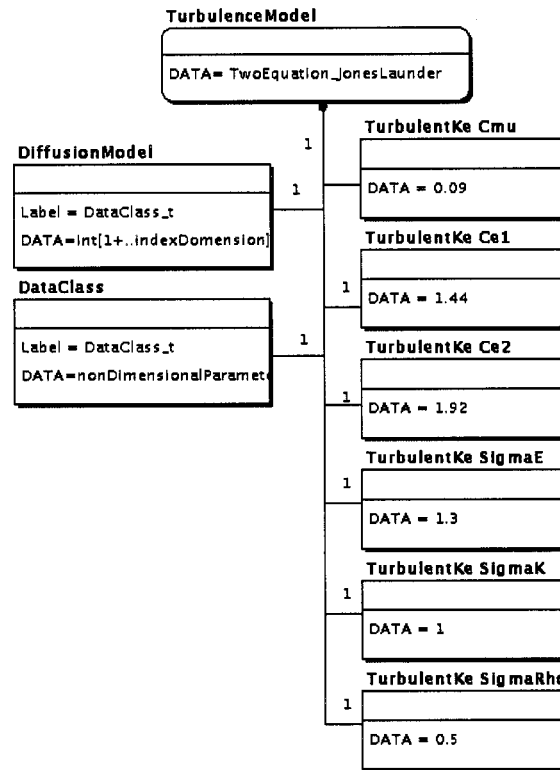 TurbulenceModel
DATA= TwoEquation_JonesLaunder
1
TurbulentKe Cmu
DATA = 0.09
DiffusionModel
1
Label = DataClass_t
DATA=int[1+..indexDomension]
TurbulentKe Ce1
1
DATA = 1.44
DataClass
1
Label = DataClass_t
DATA=nonDimensionalParamete
TurbulentKe Ce2
1
DATA = 1.92
TurbulentKe SigmaE
1
DATA = 1.3
TurbulentKe SigmaK
1
DATA = 1
TurbulentKe SigmaRho
1
DATA = 0.5